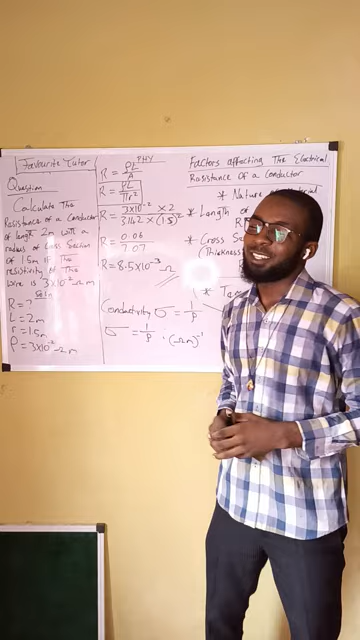 Favourite Tutor
PHY
Question
Calculate The
Resistance of a Conductor
of length 2m with a
radius of Cross Section
of 1.5m if The
resistivity of The
Wire is 3x10⁻² Ωm
Soln
R = ?
L = 2m
r = 1.5m
ρ = 3x10⁻² Ωm
R = ρL/A
R = ρL/πr²
R = 3x10⁻² x 2 / 3.142 x (1.5)²
R = 0.06/7.07
R = 8.5x10⁻³ Ω
Conductivity σ = 1/ρ
σ = 1/ρ . (Ωm)⁻¹
Factors affecting The Electrical
Resistance of a Conductor
* Nature of
* Length of
* Cross
(Thickness
*